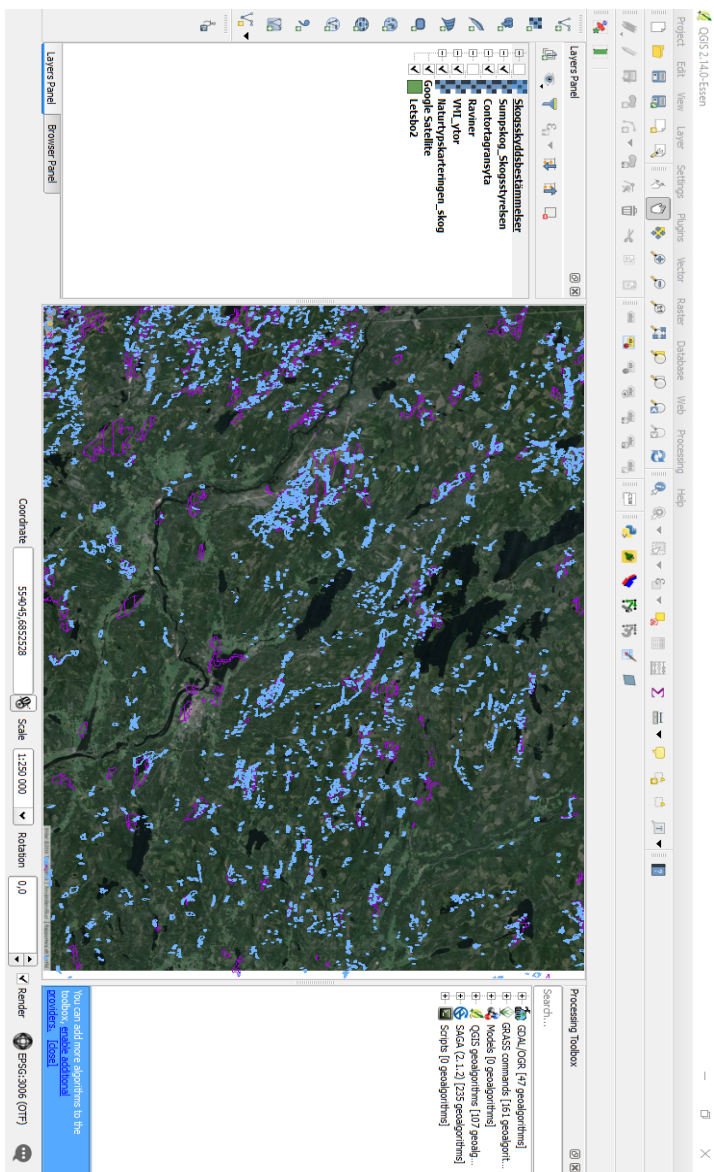 QGIS 2.14.0-Essen
Project Edit View Layer Settings Plugins Vector Raster Database Web Processing Help
Layers Panel
Skogsskyddsbestämmelser
Sumpskog_Skogsstyrelsen
Contortagransyta
Raviner
VMI_ytor
Naturtypskarteringen_skog
Google Satellite
Letsbo2
Layers Panel
Browser Panel
Processing Toolbox
Search...
GDAL/OGR [47 geoalgorithms]
GRASS commands [161 geoalgorit...
Models [0 geoalgorithms]
QGIS geoalgorithms [107 geoalg...
SAGA (2.1.2) [235 geoalgorithms]
Scripts [0 geoalgorithms]
You can add more algorithms to the
toolbox, enable additional
providers. [close]
Coordinate 554045,6852528 Scale 1:250 000 Rotation 0,0 Render EPSG:3006 (OTF)